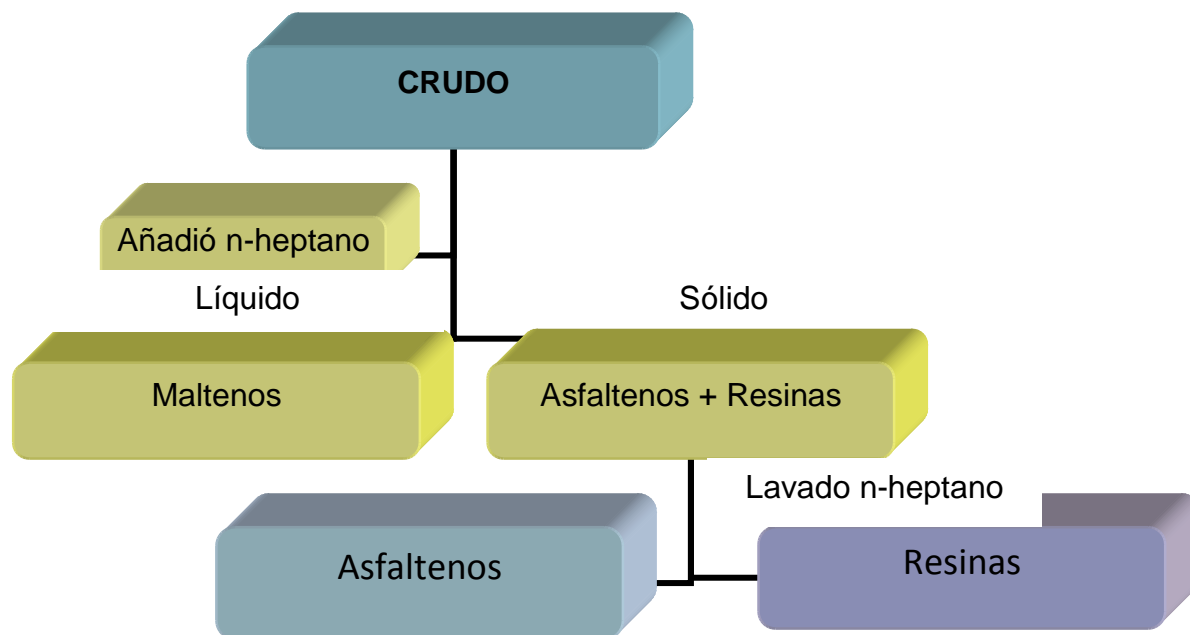 CRUDO
Añadió n-heptano
Líquido
Sólido
Maltenos
Asfaltenos + Resinas
Lavado n-heptano
Asfaltenos
Resinas